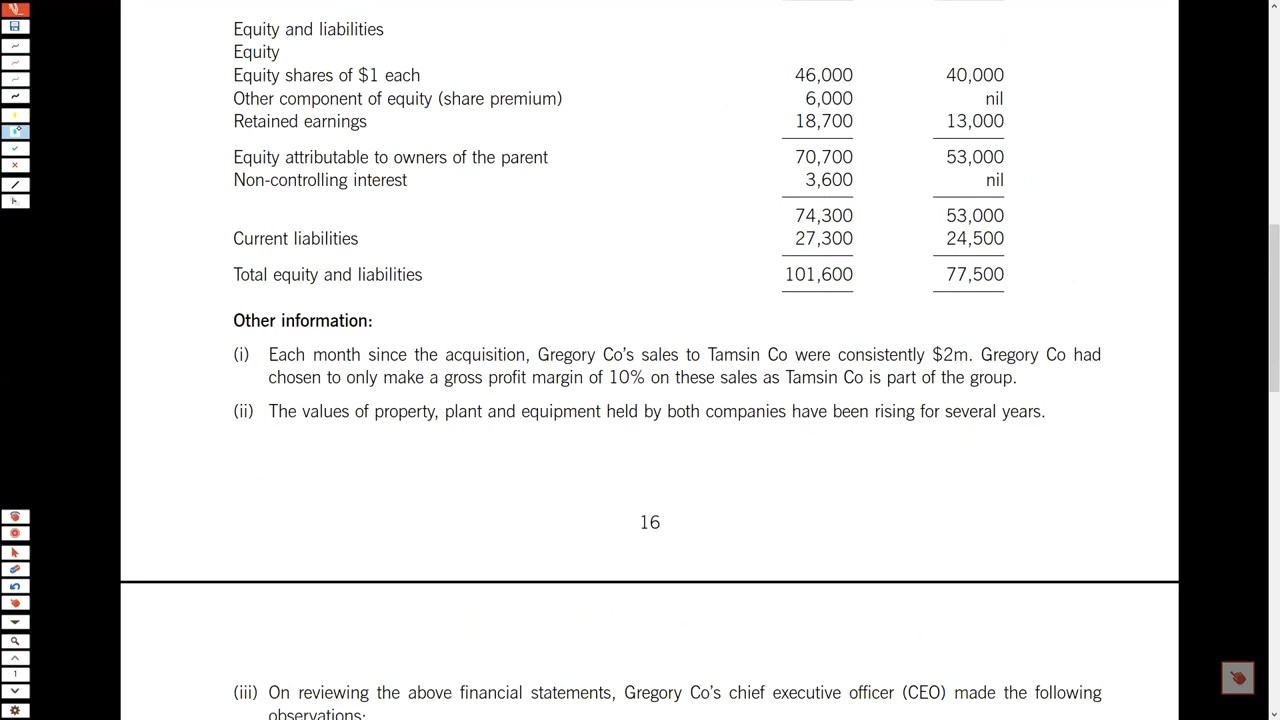 Equity and liabilities
Equity
Equity shares of $1 each 46,000 40,000
Other component of equity (share premium) 6,000 nil
Retained earnings 18,700 13,000
Equity attributable to owners of the parent 70,700 53,000
Non-controlling interest 3,600 nil
74,300 53,000
Current liabilities 27,300 24,500
Total equity and liabilities 101,600 77,500
Other information:
(i) Each month since the acquisition, Gregory Co's sales to Tamsin Co were consistently $2m. Gregory Co had
chosen to only make a gross profit margin of 10% on these sales as Tamsin Co is part of the group.
(ii) The values of property, plant and equipment held by both companies have been rising for several years.
16
(iii) On reviewing the above financial statements, Gregory Co's chief executive officer (CEO) made the following
observations:
1